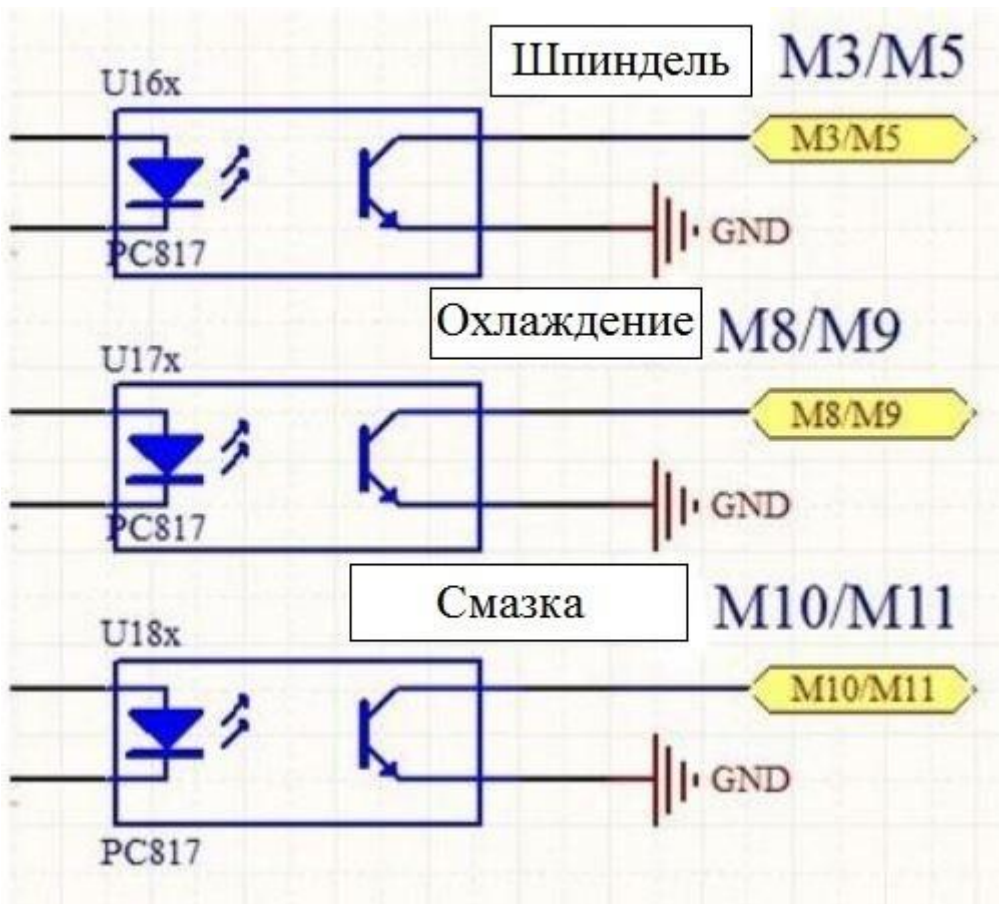 Шпиндель M3/M5
U16x
M3/M5
GND
PC817
Охлаждение M8/M9
U17x
M8/M9
GND
PC817
Смазка M10/M11
U18x
M10/M11
GND
PC817